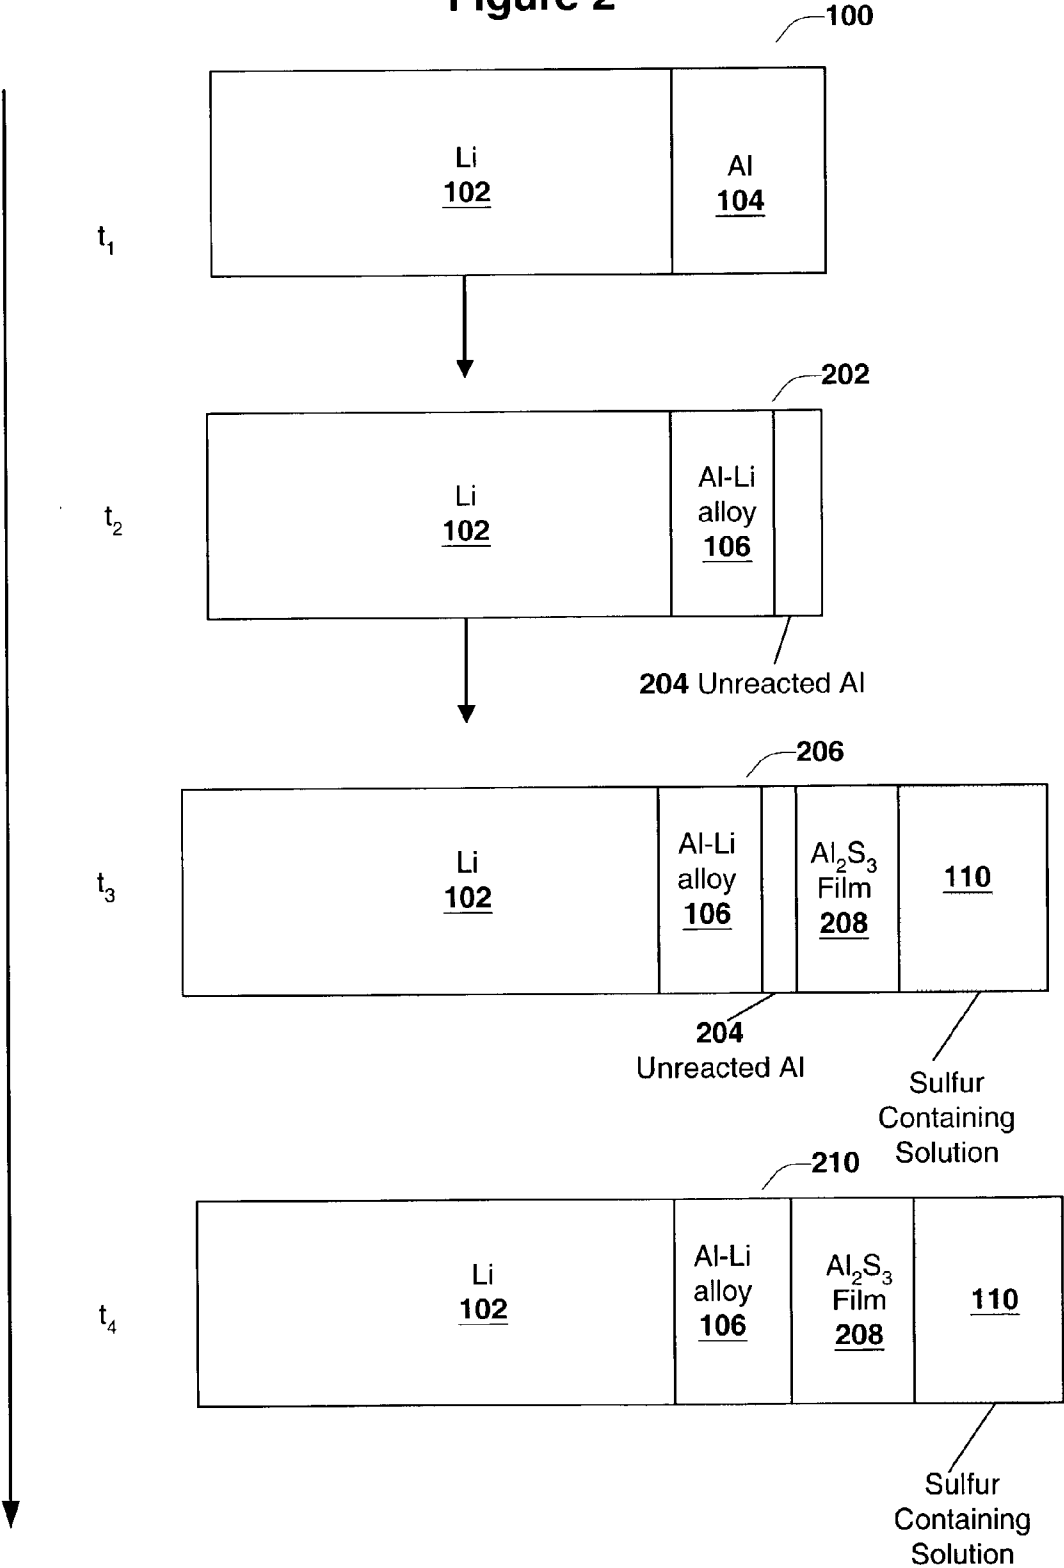 Figure 2
100
Li
102
Al
104
t1
202
Li
102
Al-Li
alloy
106
t2
204 Unreacted Al
206
Li
102
Al-Li
alloy
106
Al2S3
Film
208
110
t3
204
Unreacted Al
Sulfur
Containing
Solution
210
Li
102
Al-Li
alloy
106
Al2S3
Film
208
110
t4
Sulfur
Containing
Solution